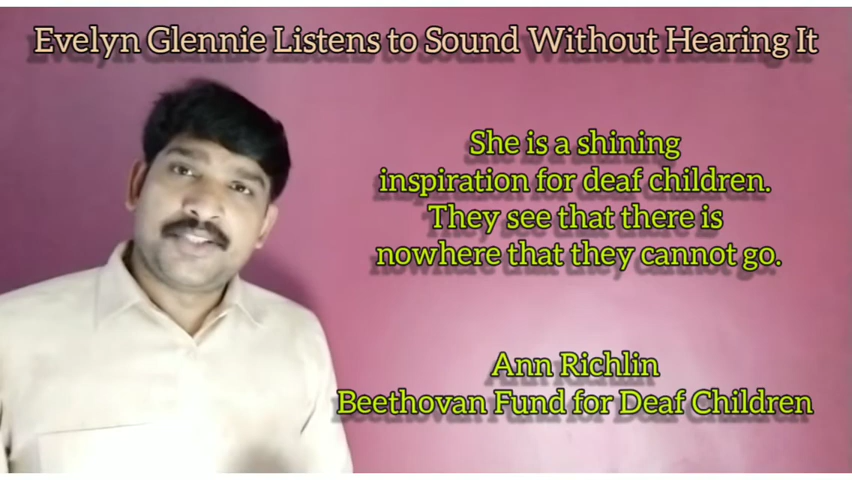 Evelyn Glennie Listens to Sound Without Hearing It
She is a shining
inspiration for deaf children.
They see that there is
nowhere that they cannot go.
Ann Richlin
Beethovan Fund for Deaf Children